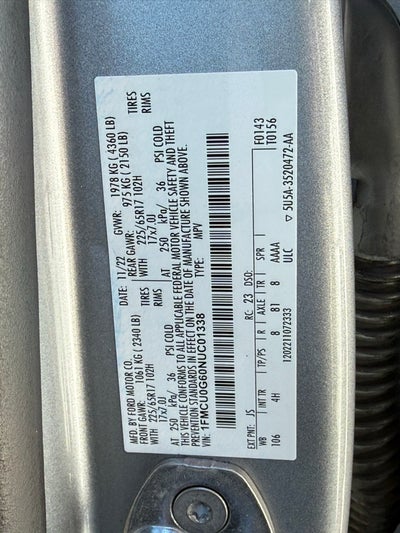 MFD. BY FORD MOTOR CO.
11/22
GVWR: 1978 KG ( 4360 LB)
FRONT GAWR: 1061 KG ( 2340 LB)
REAR GAWR: 975 KG ( 2150 LB)
WITH 225/65R17 102H TIRES
WITH 225/65R17 102H TIRES
17x7.0J RIMS
17x7.0J RIMS
AT 250 kPa/ 36 PSI COLD
AT 250 kPa/ 36 PSI COLD
THIS VEHICLE CONFORMS TO ALL APPLICABLE FEDERAL MOTOR VEHICLE SAFETY AND THEFT
PREVENTION STANDARDS IN EFFECT ON THE DATE OF MANUFACTURE SHOWN ABOVE.
1FMCU0G60NUC01338
TYPE: MPV
F0143
T0156
EXT PNT: JS RC: 23 DSO:
WB INT TR TP/PS R AXLE TR SPR
106 4H 8 B1 8 AAAA
1202211072333 ULC
5U5A-3520472-AA